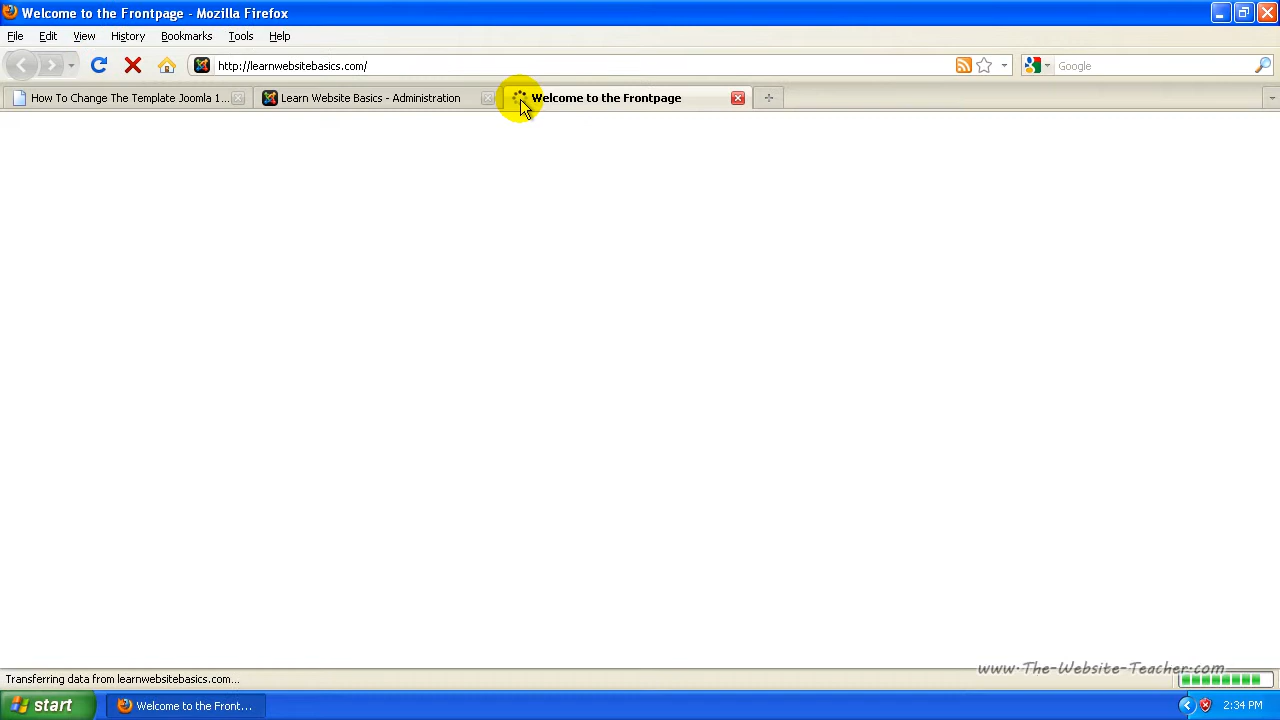 Welcome to the Frontpage - Mozilla Firefox
File Edit View History Bookmarks Tools Help
http://learnwebsitebasics.com/ Google
How To Change The Template Joomla 1... Learn Website Basics - Administration Welcome to the Frontpage
www.The-Website-Teacher.com
Transferring data from learnwebsitebasics.com...
start Welcome to the Front... 2:34 PM